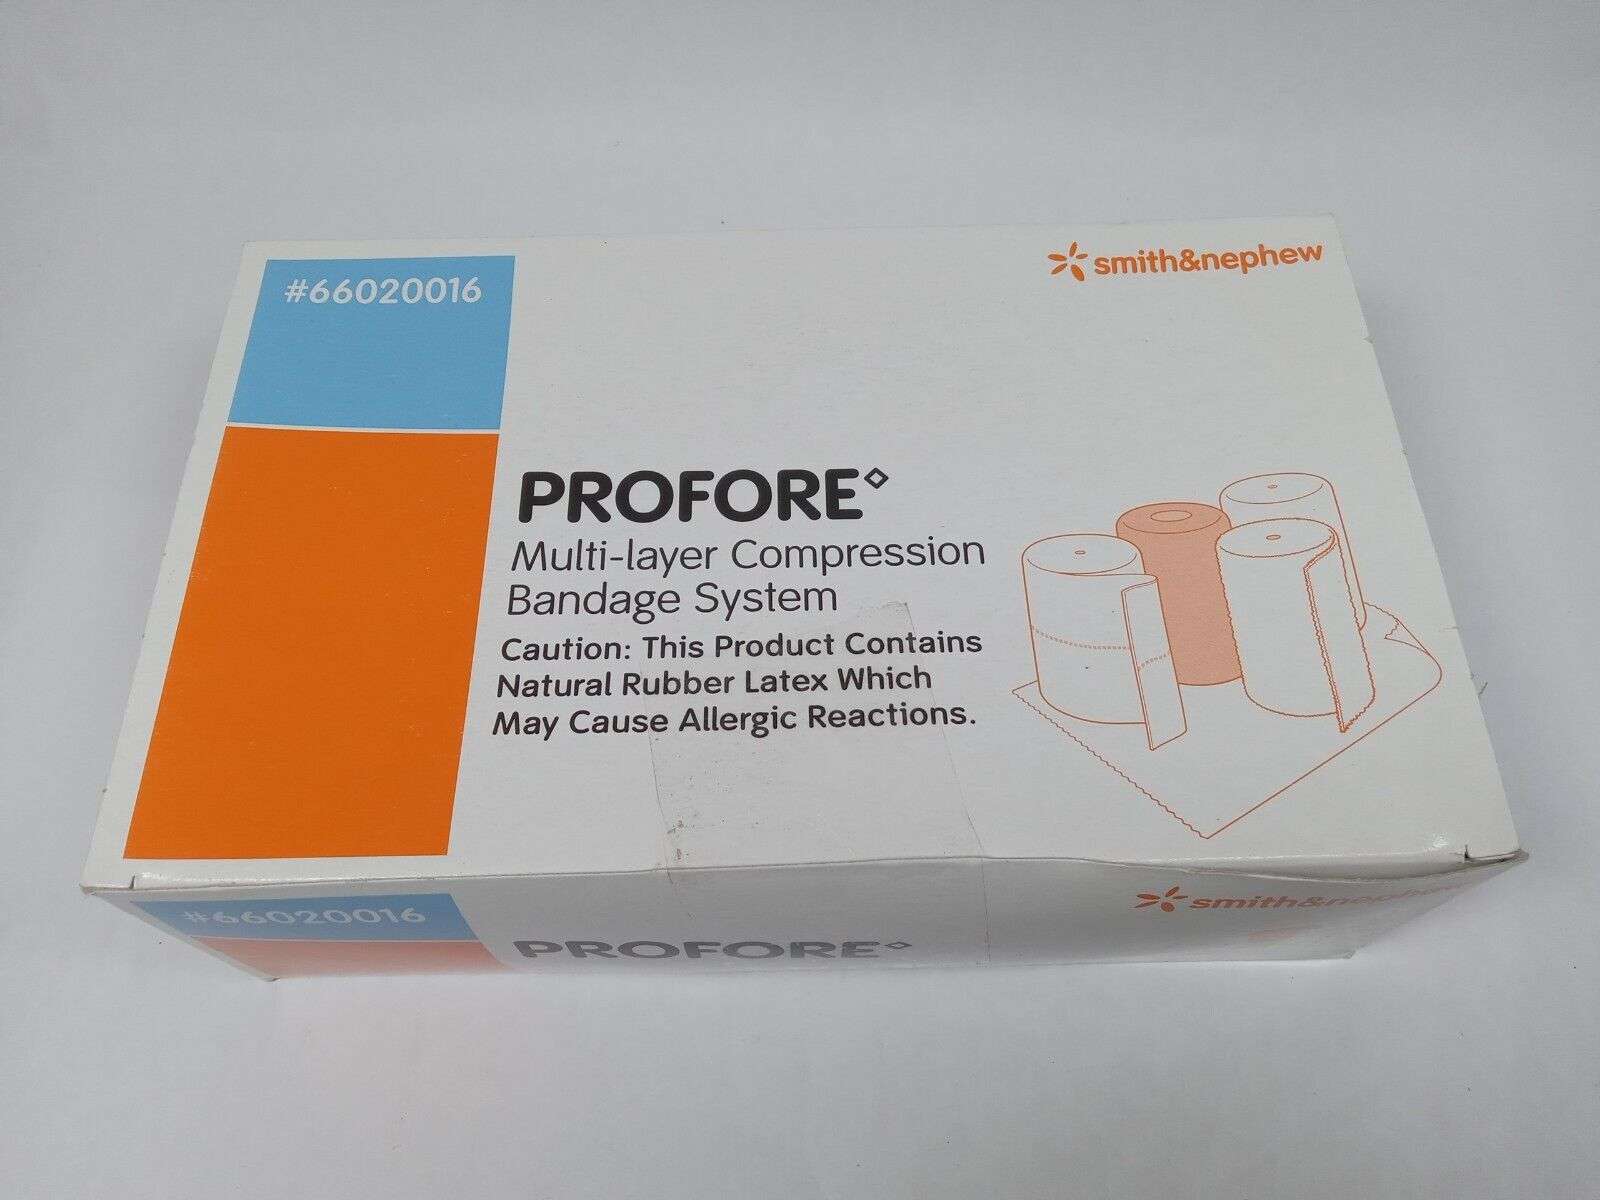 #66020016
smith&nephew
PROFORE◇
Multi-layer Compression
Bandage System
Caution: This Product Contains
Natural Rubber Latex Which
May Cause Allergic Reactions.
#66020016
PROFORE◇
smith&nephew